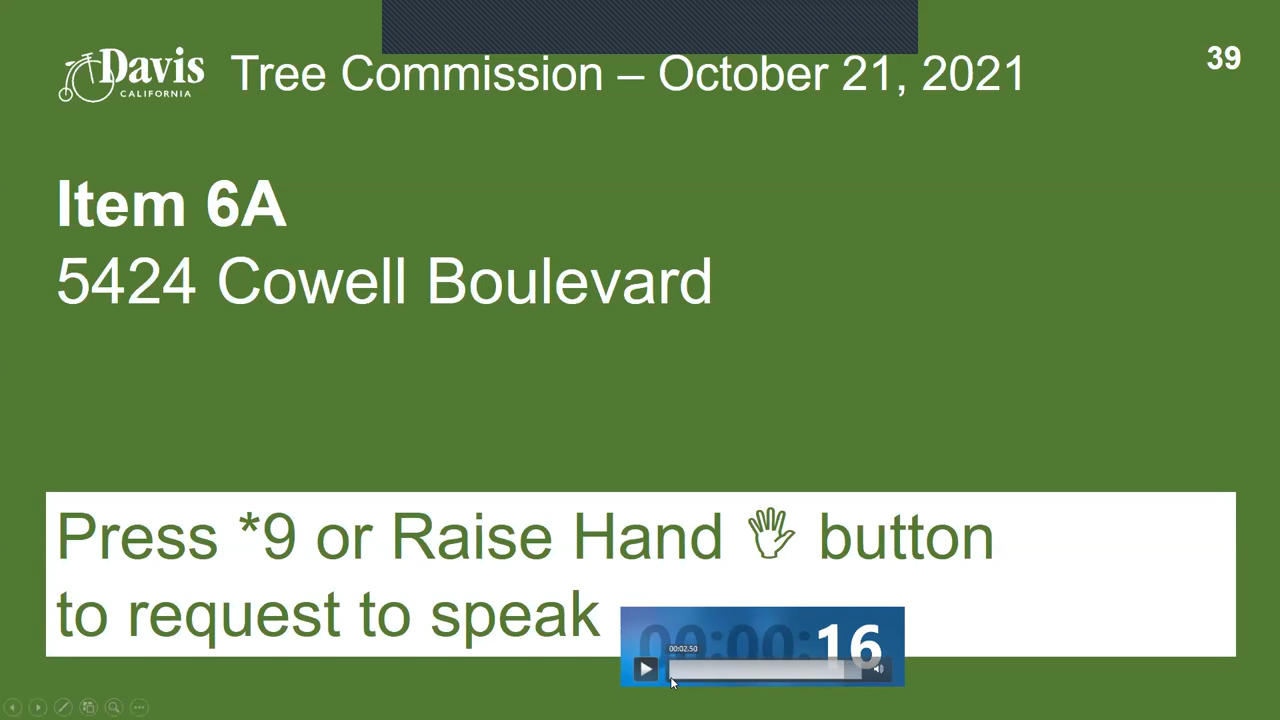 Davis
CALIFORNIA
Tree Commission – October 21, 2021
39
Item 6A
5424 Cowell Boulevard
Press *9 or Raise Hand button
to request to speak
00:00:16
00:02.50